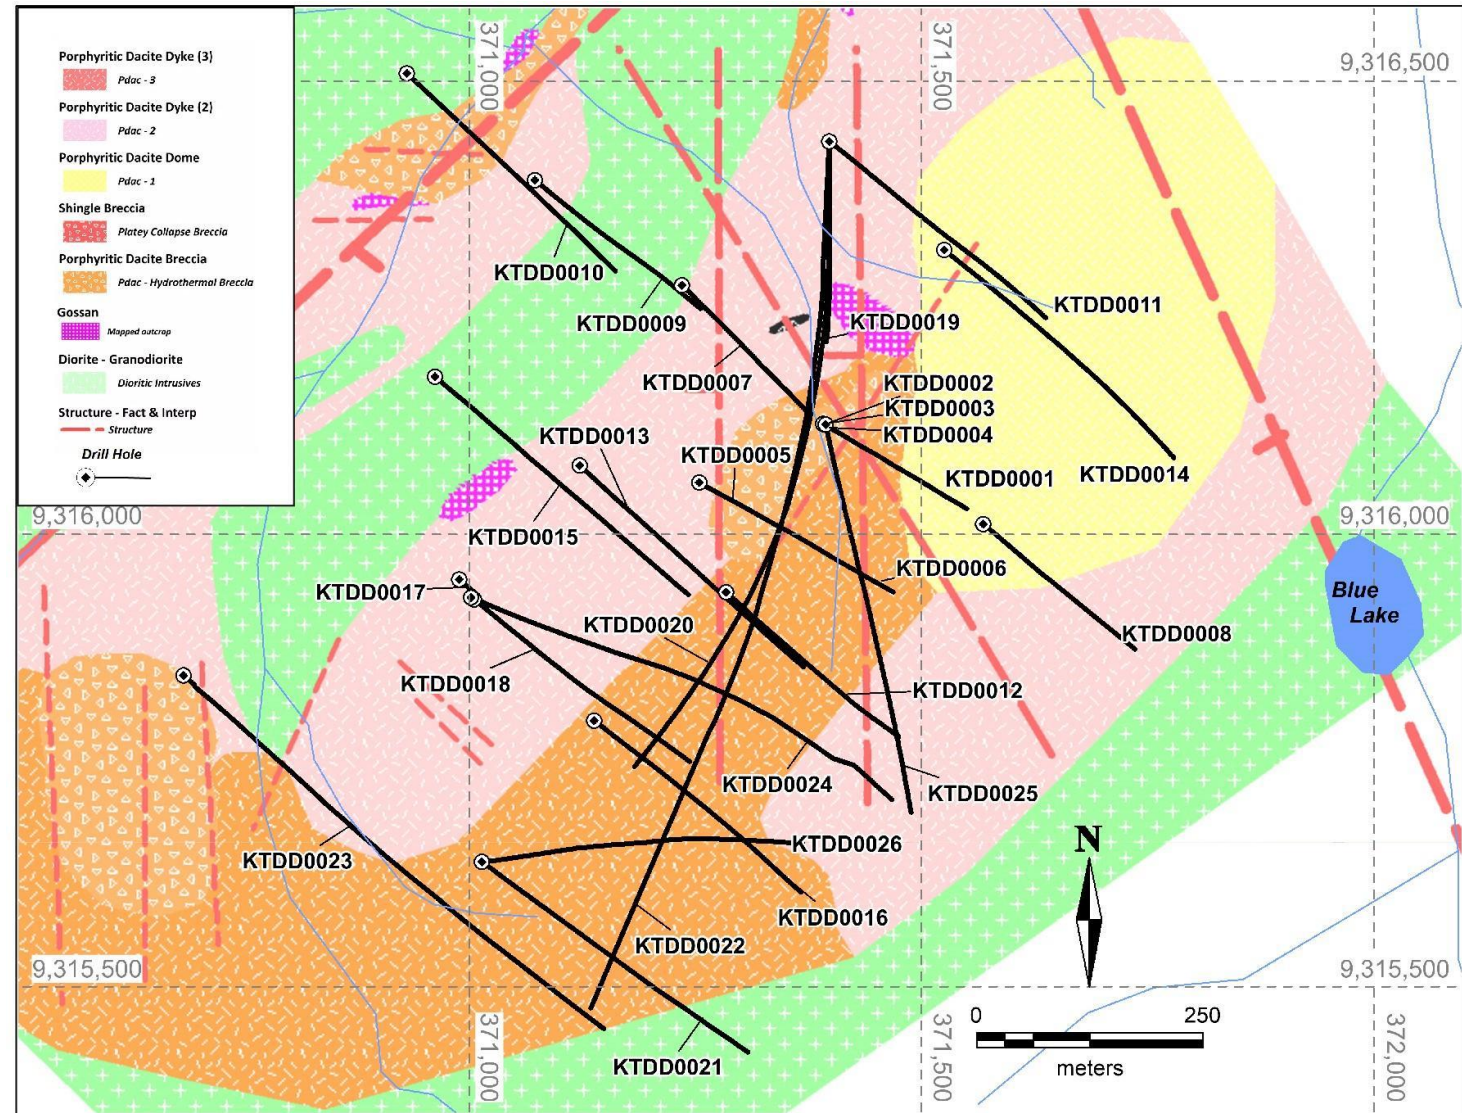 Porphyritic Dacite Dyke (3)
Pdac - 3
Porphyritic Dacite Dyke (2)
Pdac - 2
Porphyritic Dacite Dome
Pdac - 1
Shingle Breccia
Platey Collapse Breccia
Porphyritic Dacite Breccia
Pdac - Hydrothermal Breccia
Gossan
Mapped outcrop
Diorite - Granodiorite
Dioritic Intrusives
Structure - Fact & Interp
Structure
Drill Hole
371,000
371,500
9,316,500
KTDD0010
KTDD0009
KTDD0011
KTDD0019
KTDD0007
KTDD0002
KTDD0003
KTDD0004
KTDD0013
KTDD0005
KTDD0001
KTDD0014
9,316,000
9,316,000
KTDD0015
KTDD0006
KTDD0017
Blue
Lake
KTDD0020
KTDD0008
KTDD0018
KTDD0012
KTDD0024
KTDD0025
KTDD0026
KTDD0023
N
KTDD0016
KTDD0022
9,315,500
9,315,500
0 250
meters
KTDD0021
371,000
371,500
372,000